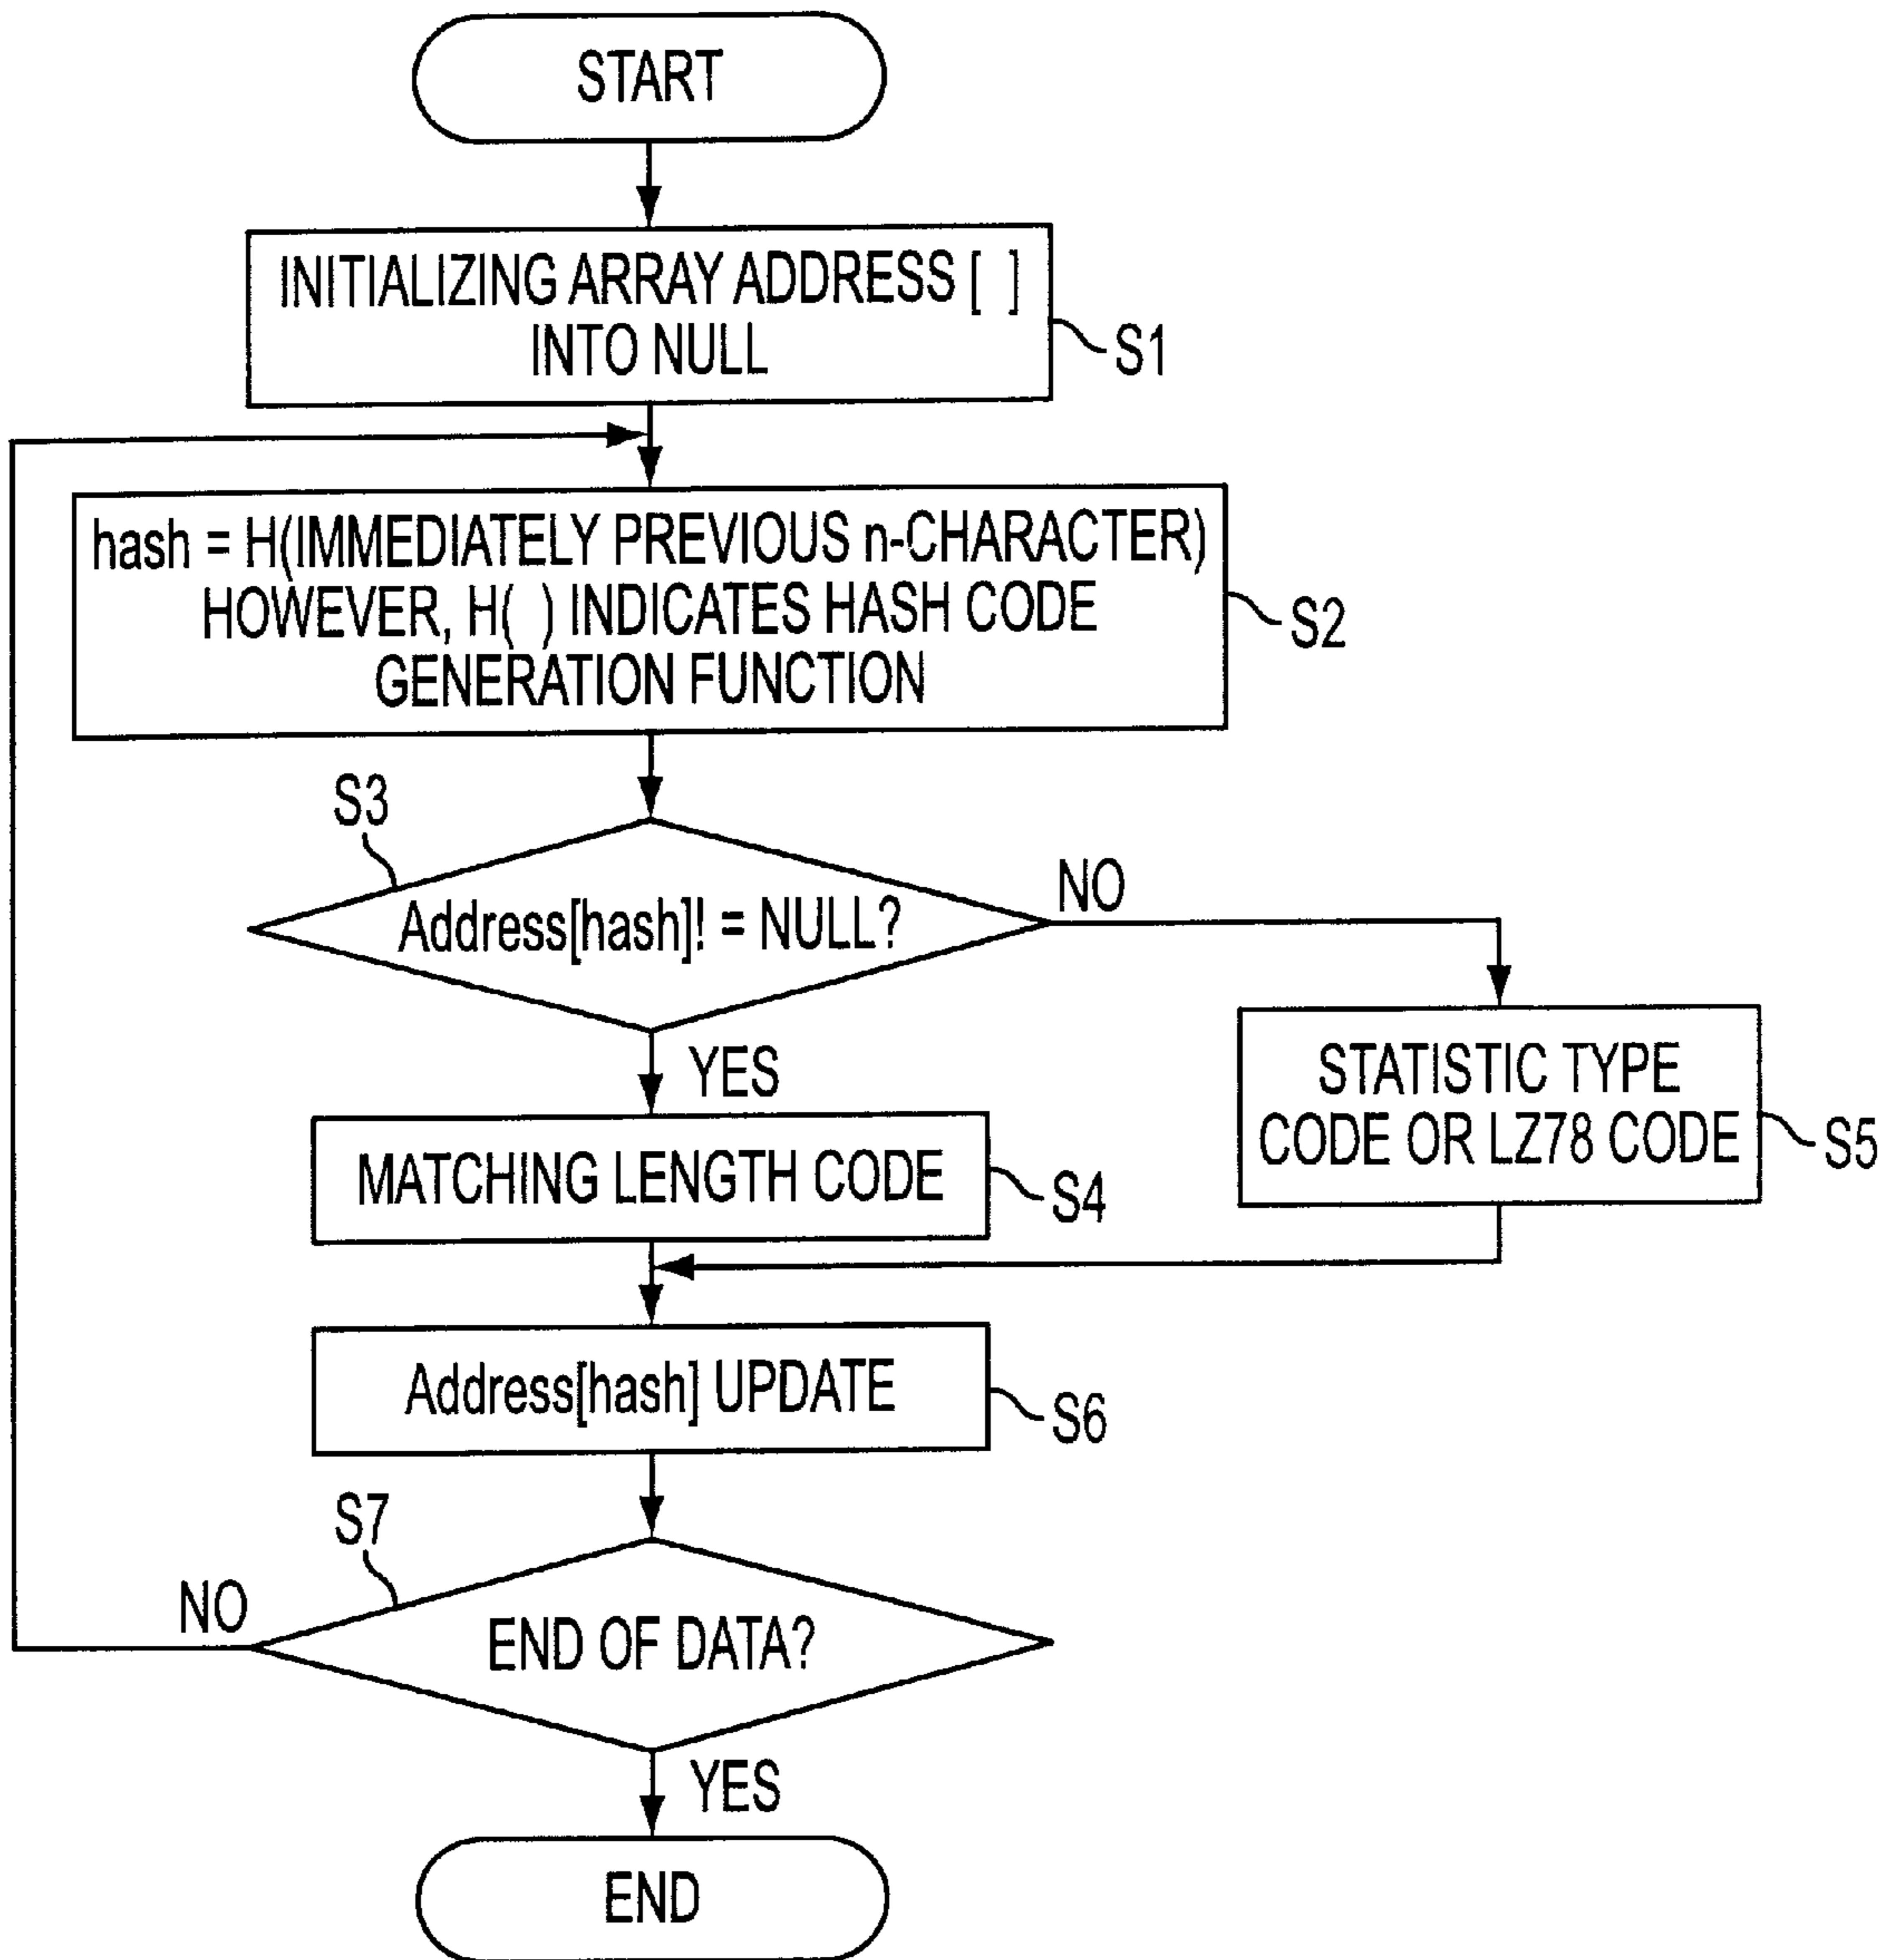 START
INITIALIZING ARRAY ADDRESS [ ]
INTO NULL
S1
hash = H(IMMEDIATELY PREVIOUS n-CHARACTER)
HOWEVER, H( ) INDICATES HASH CODE
GENERATION FUNCTION
S2
S3
Address[hash]! = NULL?
NO
YES
STATISTIC TYPE
CODE OR LZ78 CODE
S5
MATCHING LENGTH CODE
S4
Address[hash] UPDATE
S6
S7
NO
END OF DATA?
YES
END